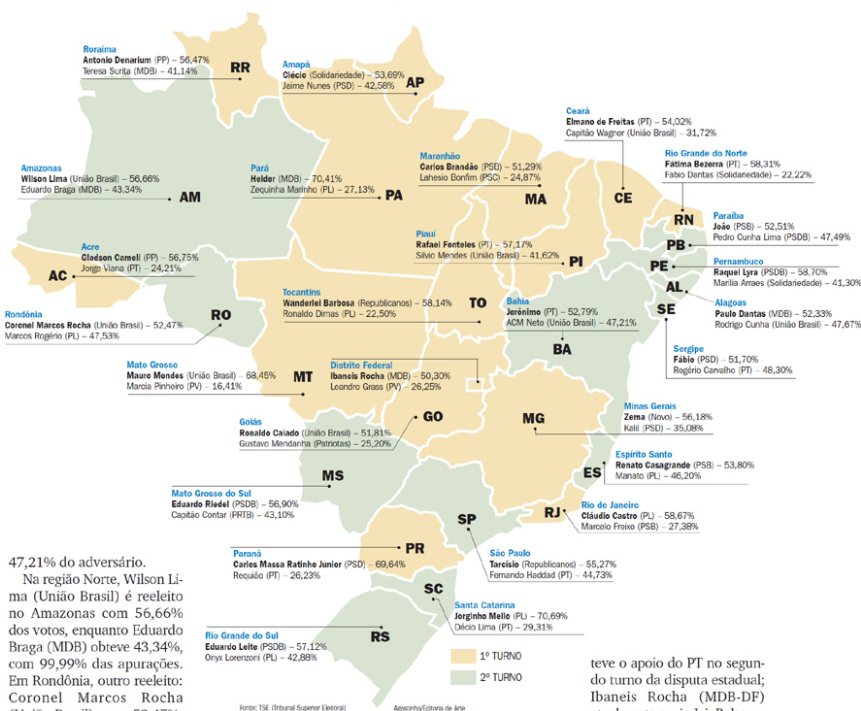 Roraima
Antonio Denarium (PP) – 56,47%
Teresa Surita (MDB) – 41,14%
RR
Amapá
Clécio (Solidariedade) – 53,69%
Jaime Nunes (PSD) – 42,58%
AP
Ceará
Elmano de Freitas (PT) – 54,02%
Capitão Wagner (União Brasil) – 31,72%
CE
Rio Grande do Norte
Fátima Bezerra (PT) – 58,31%
Fabio Dantas (Solidariedade) – 22,22%
RN
Amazonas
Wilson Lima (União Brasil) – 56,66%
Eduardo Braga (MDB) – 43,34%
AM
Pará
Helder (MDB) – 70,41%
Zequinha Marinho (PL) – 27,13%
PA
Maranhão
Carlos Brandão (PSB) – 51,29%
Lahesio Bonfim (PSC) – 24,87%
MA
Paraíba
João (PSB) – 52,51%
Pedro Cunha Lima (PSDB) – 47,49%
PB
Acre
Gladson Cameli (PP) – 56,75%
Jorge Viana (PT) – 24,21%
AC
Piauí
Rafael Fonteles (PT) – 57,17%
Silvio Mendes (União Brasil) – 41,62%
PI
Pernambuco
Raquel Lyra (PSDB) – 58,70%
Marília Arraes (Solidariedade) – 41,30%
PE
Rondônia
Coronel Marcos Rocha (União Brasil) – 52,47%
Marcos Rogério (PL) – 47,53%
RO
Tocantins
Wanderlei Barbosa (Republicanos) – 58,14%
Ronaldo Dimas (PL) – 22,50%
TO
Bahia
Jerônimo (PT) – 52,79%
ACM Neto (União Brasil) – 47,21%
BA
Alagoas
Paulo Dantas (MDB) – 52,33%
Rodrigo Cunha (União Brasil) – 47,67%
AL
Sergipe
Fábio (PSD) – 51,70%
Rogério Carvalho (PT) – 48,30%
SE
Mato Grosso
Mauro Mendes (União Brasil) – 68,45%
Marcia Pinheiro (PV) – 16,41%
MT
Distrito Federal
Ibaneis Rocha (MDB) – 50,30%
Leandro Grass (PV) – 26,25%
Goiás
Ronaldo Caiado (União Brasil) – 51,81%
Gustavo Mendanha (Patriotas) – 25,20%
GO
Minas Gerais
Zema (Novo) – 56,18%
Kalil (PSD) – 35,08%
MG
Espírito Santo
Renato Casagrande (PSB) – 53,80%
Manato (PL) – 46,20%
ES
Mato Grosso do Sul
Eduardo Riedel (PSDB) – 56,90%
Capitão Contar (PRTB) – 43,10%
MS
Rio de Janeiro
Cláudio Castro (PL) – 58,67%
Marcelo Freixo (PSB) – 27,38%
RJ
Paraná
Carlos Massa Ratinho Junior (PSD) – 69,64%
Requião (PT) – 26,23%
PR
São Paulo
Tarcísio (Republicanos) – 55,27%
Fernando Haddad (PT) – 44,73%
SP
Santa Catarina
Jorginho Mello (PL) – 70,69%
Décio Lima (PT) – 29,31%
SC
Rio Grande do Sul
Eduardo Leite (PSDB) – 57,12%
Onyx Lorenzoni (PL) – 42,88%
RS
1º TURNO
2º TURNO
Fonte: TSE (Tribunal Superior Eleitoral)
Agosinho/Editoria de Arte
47,21% do adversário.
Na região Norte, Wilson Li-
ma (União Brasil) é reeleito
no Amazonas com 56,66%
dos votos, enquanto Eduardo
Braga (MDB) obteve 43,34%,
com 99,99% das apurações.
Em Rondônia, outro reeleito:
Coronel Marcos Rocha
teve o apoio do PT no segun-
do turno da disputa estadual;
Ibaneis Rocha (MDB-DF)